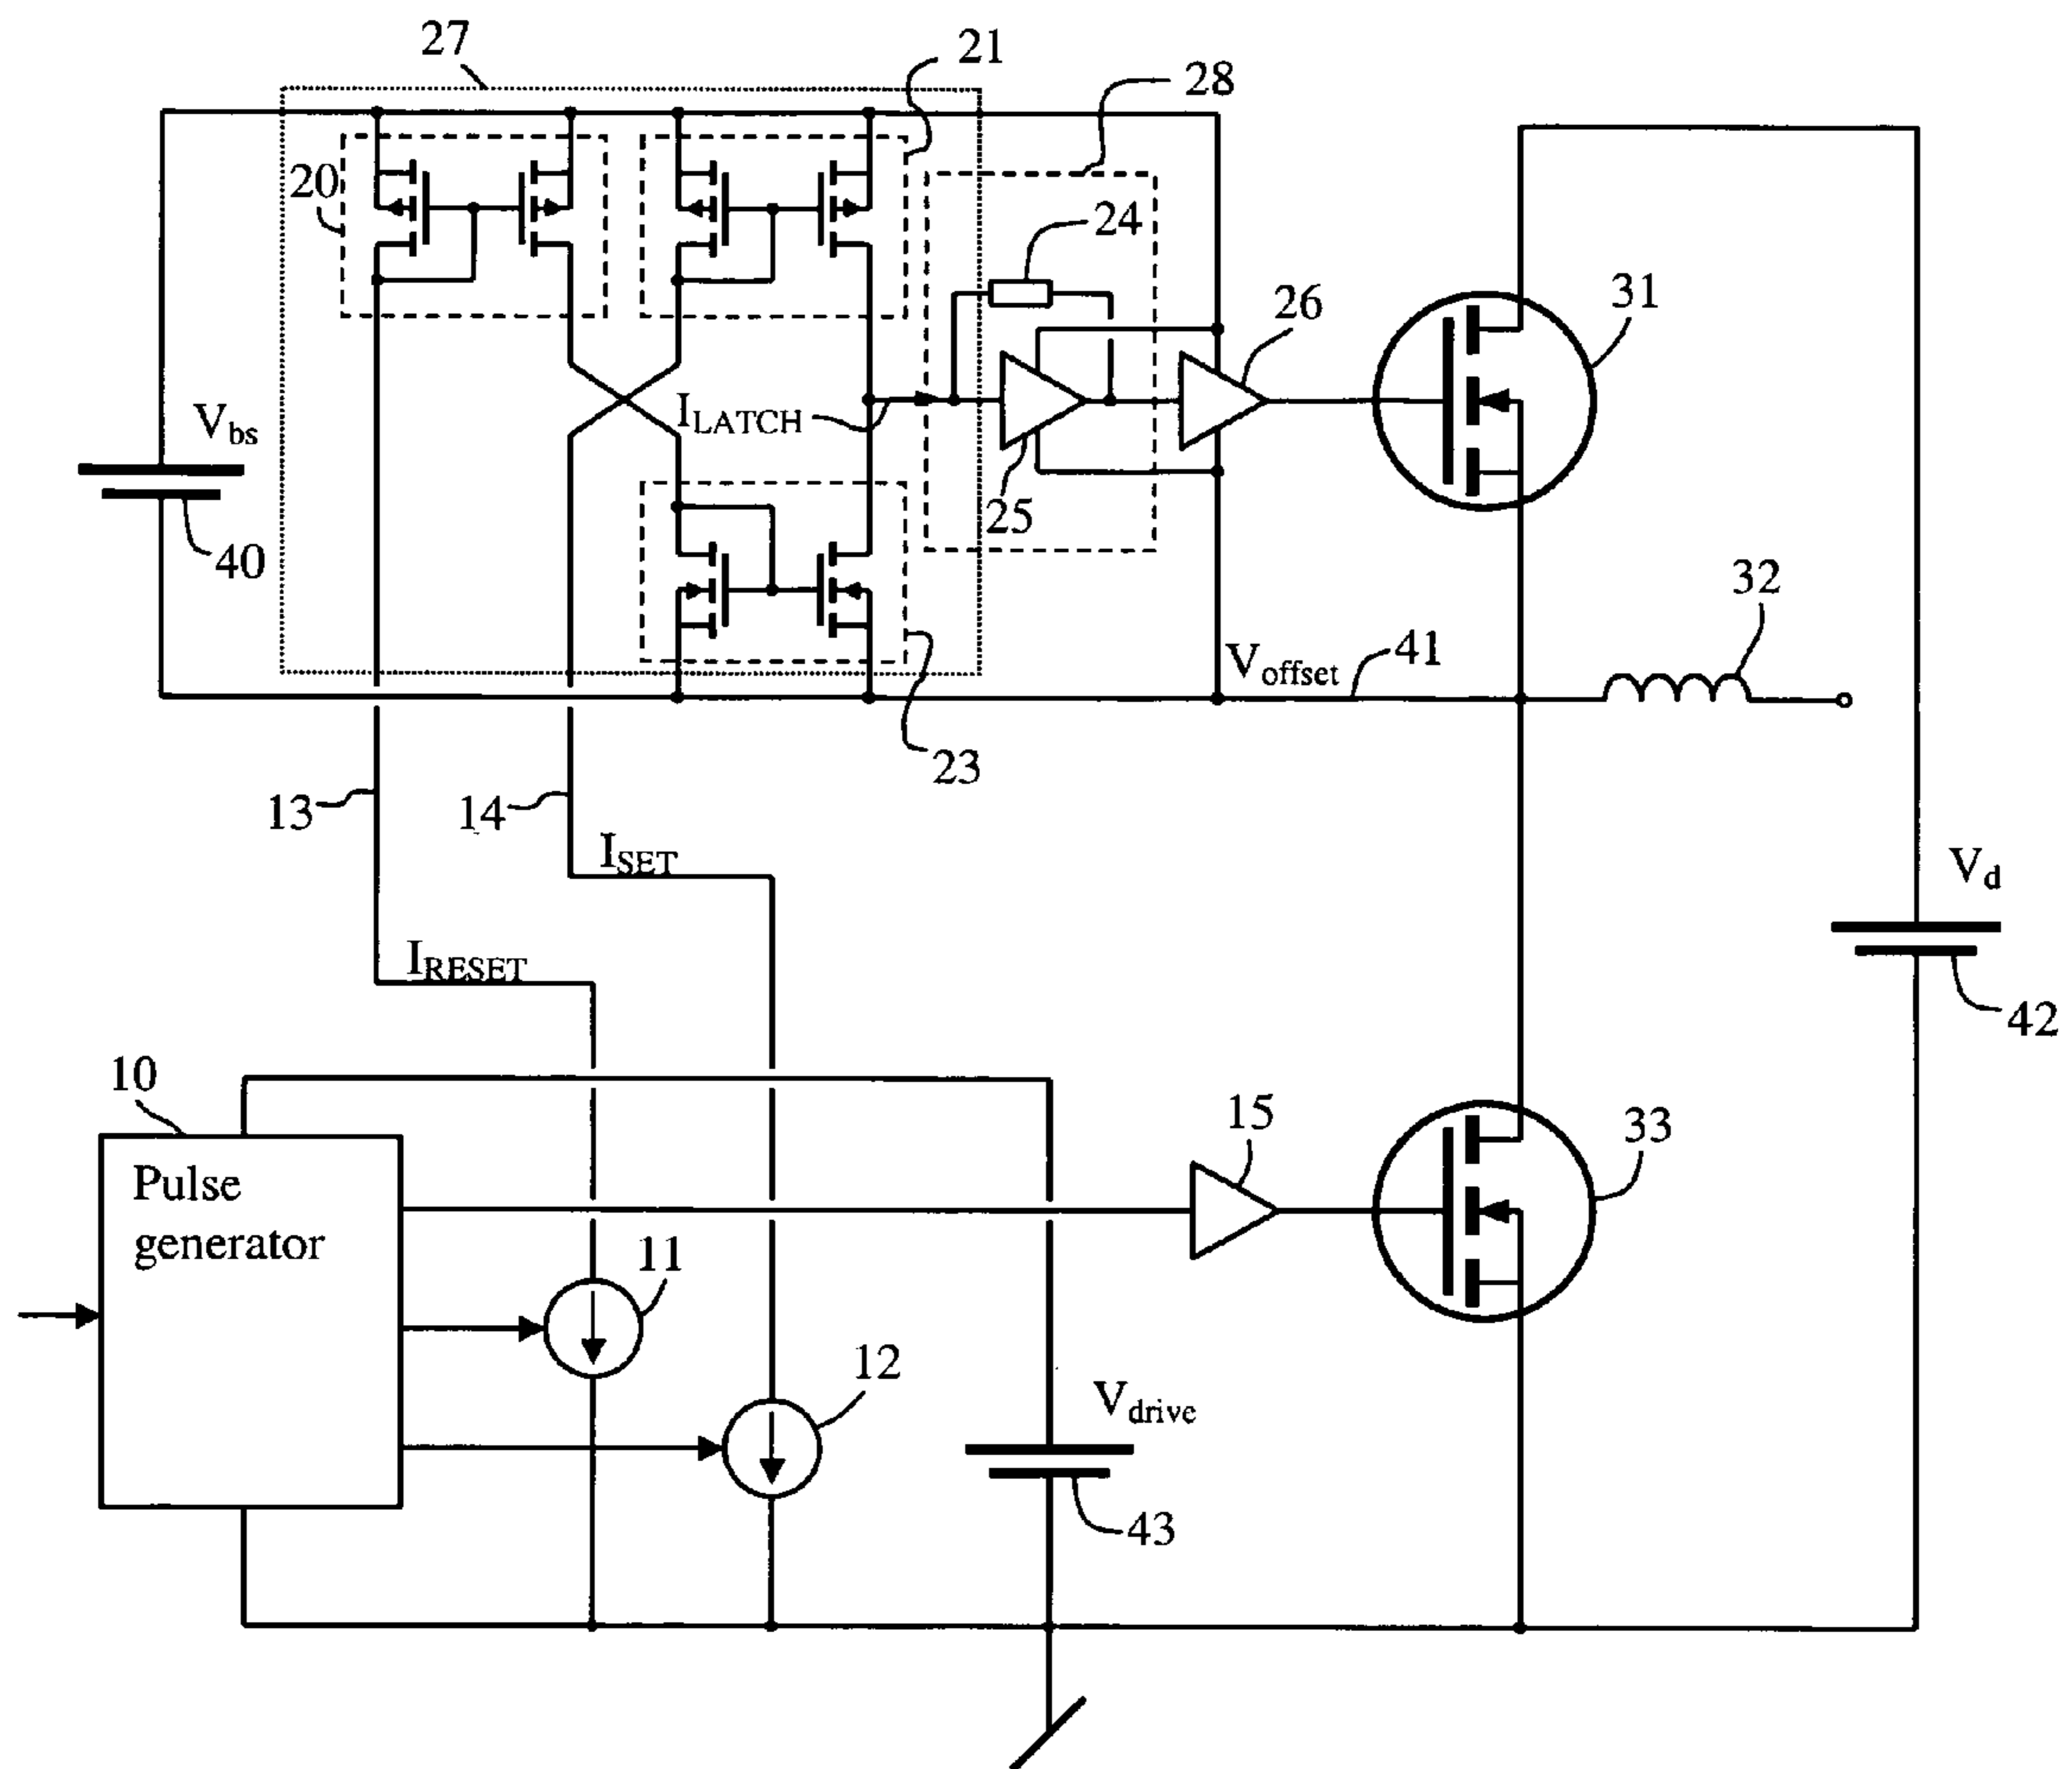 27
21
28
20
24
26
31
V_bs
I_LATCH
25
40
32
V_offset
41
23
13
14
I_SET
V_d
I_RESET
42
10
15
33
Pulse
generator
11
12
V_drive
43